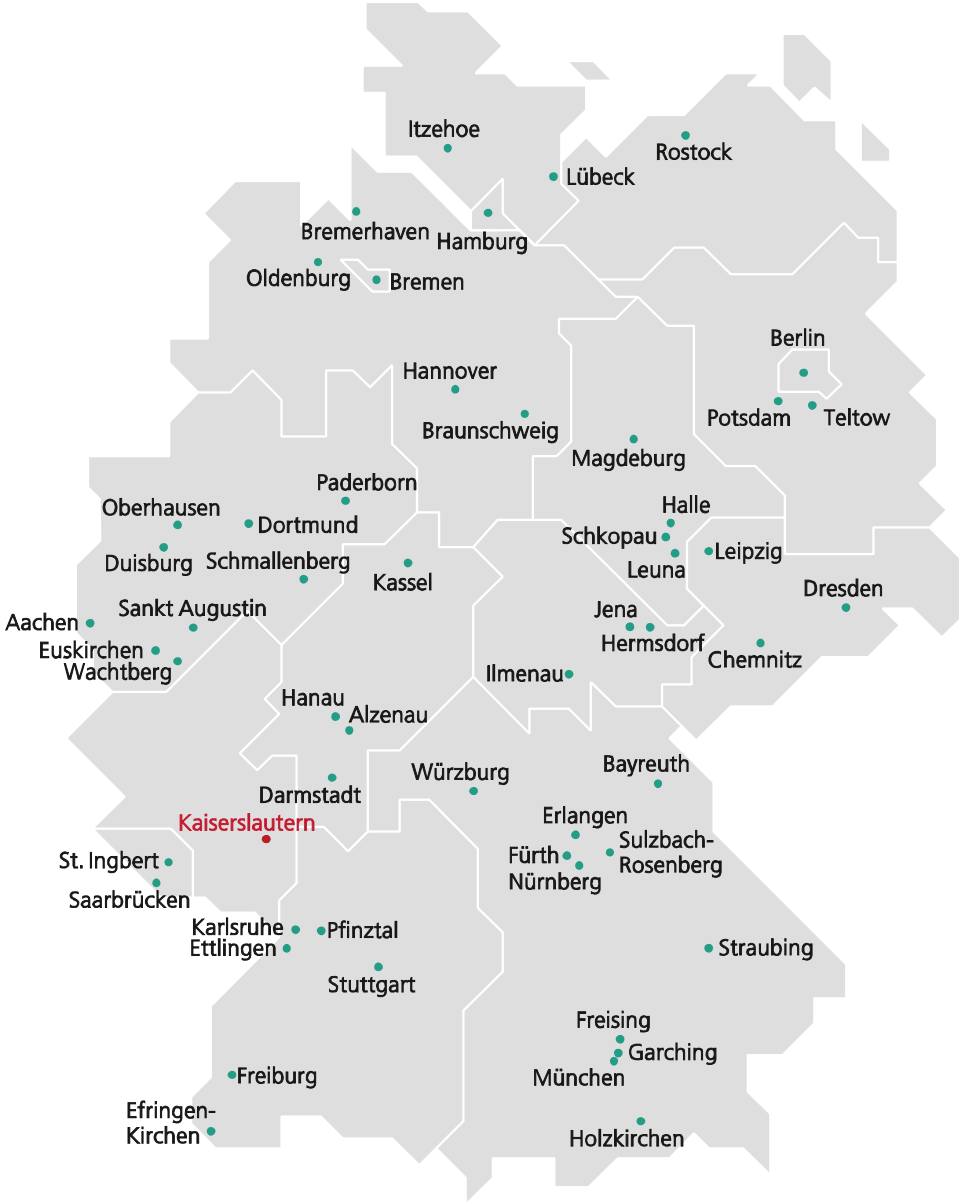 Itzehoe
Rostock
Lübeck
Bremerhaven
Hamburg
Oldenburg
Bremen
Berlin
Hannover
Potsdam
Teltow
Braunschweig
Magdeburg
Paderborn
Oberhausen
Halle
Dortmund
Schkopau
Leipzig
Duisburg
Schmallenberg
Leuna
Kassel
Dresden
Sankt Augustin
Jena
Aachen
Hermsdorf
Euskirchen
Chemnitz
Wachtberg
Ilmenau
Hanau
Alzenau
Bayreuth
Würzburg
Darmstadt
Erlangen
Kaiserslautern
Sulzbach-
Rosenberg
Fürth
St. Ingbert
Nürnberg
Saarbrücken
Karlsruhe
Pfinztal
Ettlingen
Straubing
Stuttgart
Freising
Garching
Freiburg
München
Efringen-
Kirchen
Holzkirchen